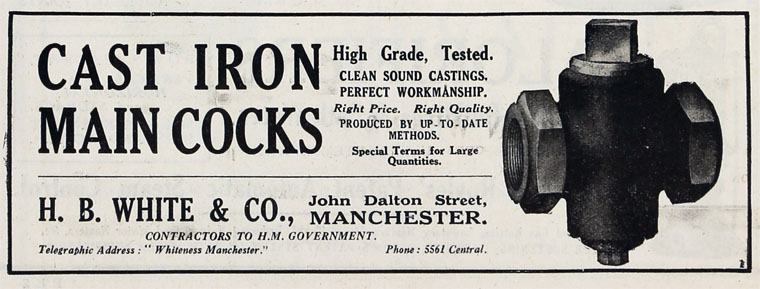 CAST IRON
MAIN COCKS
High Grade, Tested.
CLEAN SOUND CASTINGS.
PERFECT WORKMANSHIP.
Right Price. Right Quality.
PRODUCED BY UP-TO-DATE
METHODS.
Special Terms for Large
Quantities.
H. B. WHITE & CO.,
John Dalton Street,
MANCHESTER.
CONTRACTORS TO H.M. GOVERNMENT.
Telegraphic Address: "Whiteness Manchester."
Phone: 5561 Central.